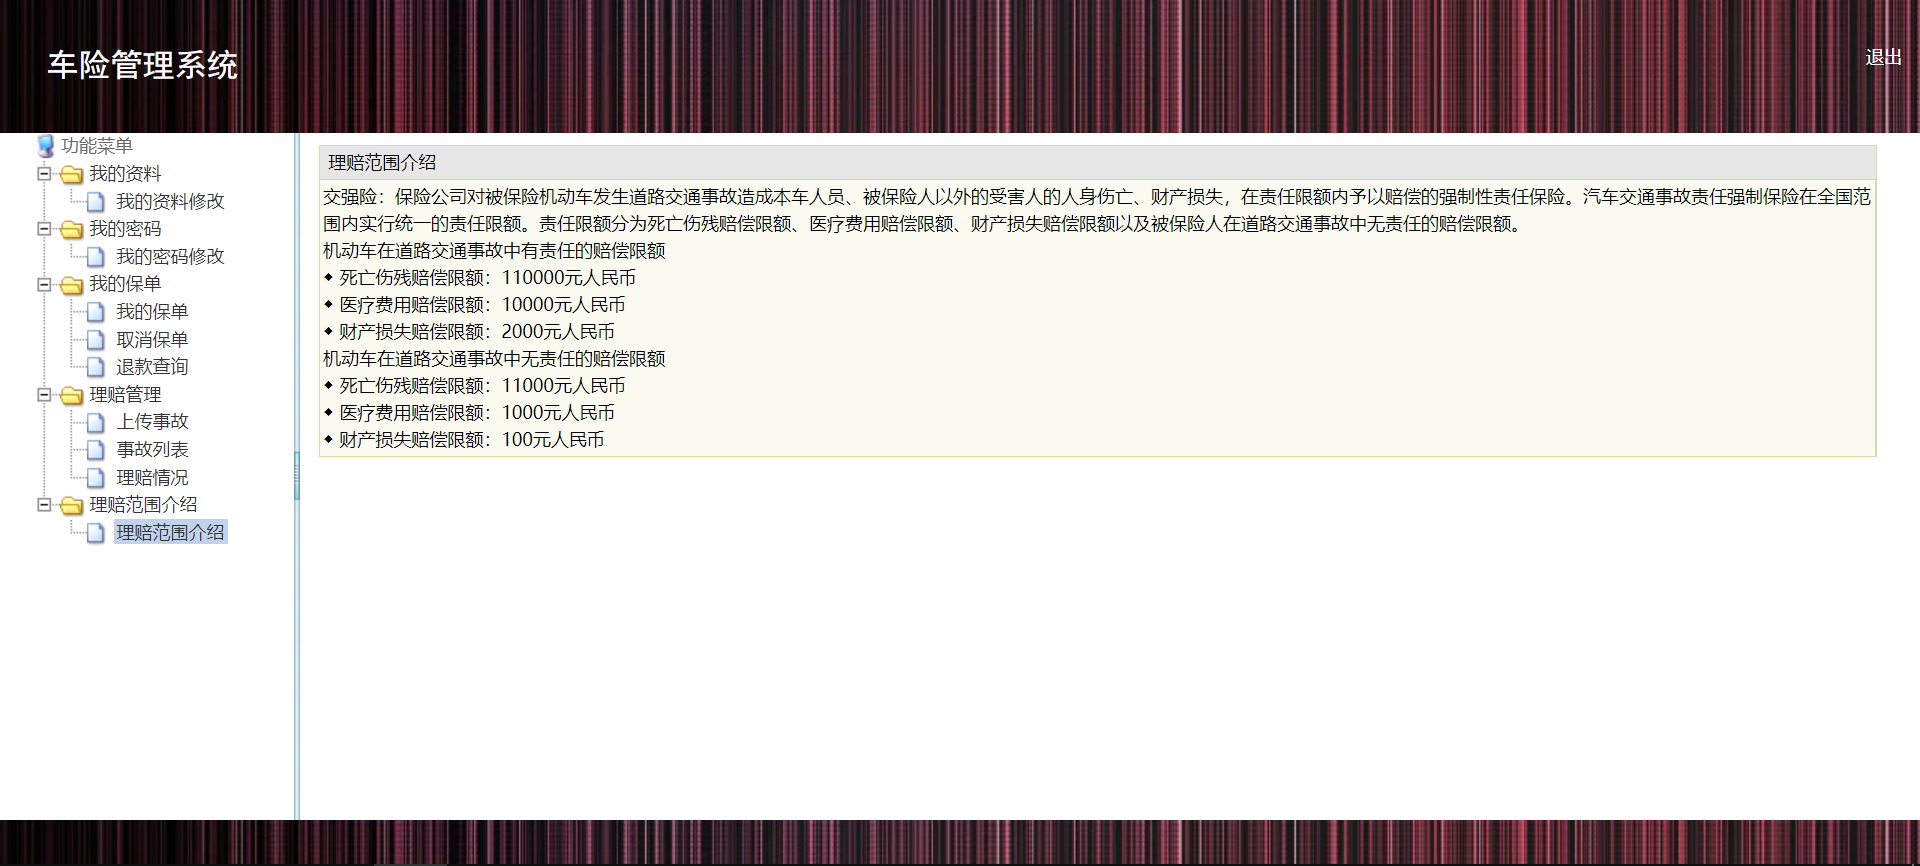 车险管理系统
退出
功能菜单
我的资料
我的资料修改
我的密码
我的密码修改
我的保单
我的保单
取消保单
退款查询
理赔管理
上传事故
事故列表
理赔情况
理赔范围介绍
理赔范围介绍
理赔范围介绍
交强险：保险公司对被保险机动车发生道路交通事故造成本车人员、被保险人以外的受害人的人身伤亡、财产损失，在责任限额内予以赔偿的强制性责任保险。汽车交通事故责任强制保险在全国范
围内实行统一的责任限额。责任限额分为死亡伤残赔偿限额、医疗费用赔偿限额、财产损失赔偿限额以及被保险人在道路交通事故中无责任的赔偿限额。
机动车在道路交通事故中有责任的赔偿限额
◆ 死亡伤残赔偿限额：110000元人民币
◆ 医疗费用赔偿限额：10000元人民币
◆ 财产损失赔偿限额：2000元人民币
机动车在道路交通事故中无责任的赔偿限额
◆ 死亡伤残赔偿限额：11000元人民币
◆ 医疗费用赔偿限额：1000元人民币
◆ 财产损失赔偿限额：100元人民币